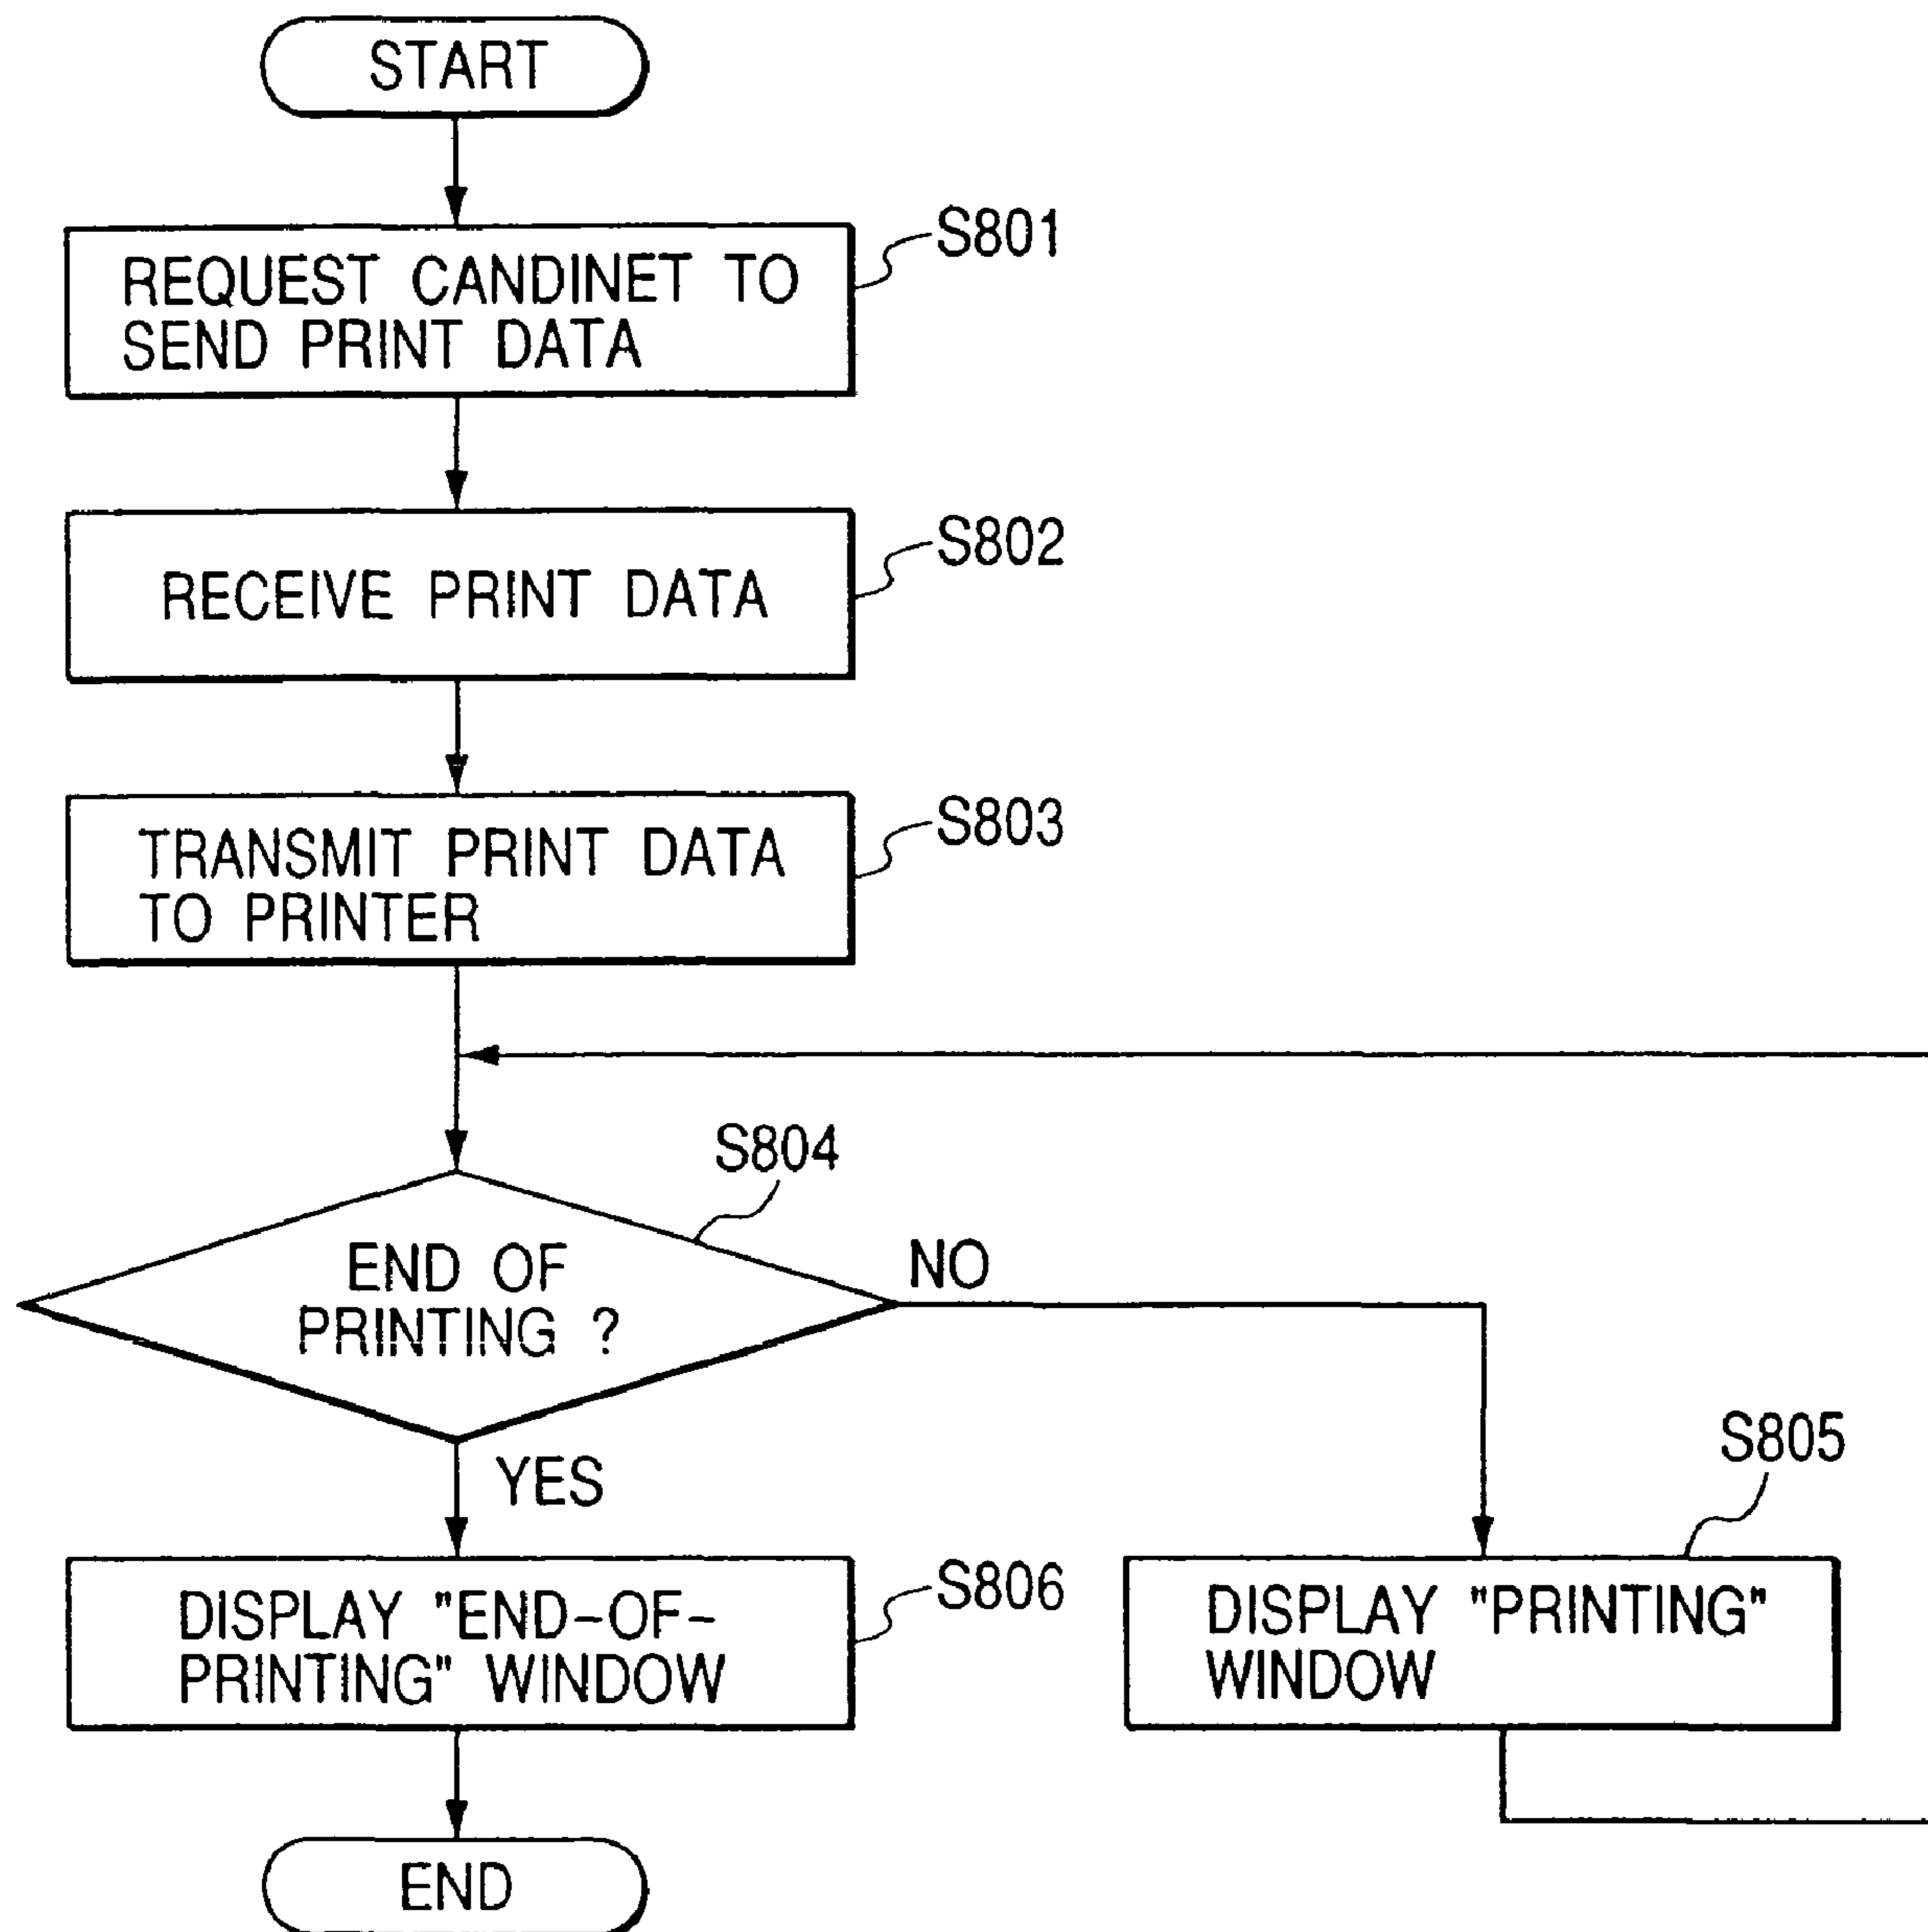 START
S801
REQUEST CANDINET TO
SEND PRINT DATA
S802
RECEIVE PRINT DATA
S803
TRANSMIT PRINT DATA
TO PRINTER
S804
END OF
PRINTING ?
NO
YES
S805
DISPLAY "PRINTING"
WINDOW
S806
DISPLAY "END-OF-
PRINTING" WINDOW
END